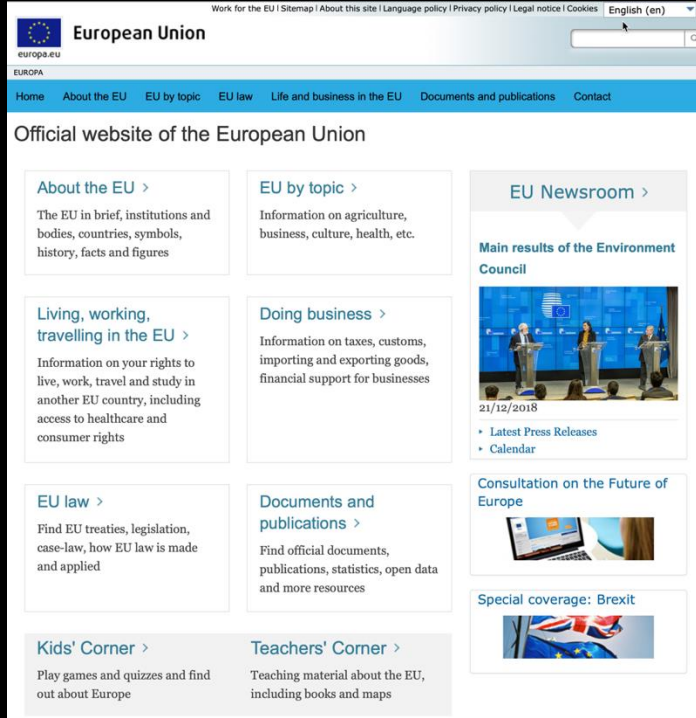 Work for the EU | Sitemap | About this site | Language policy | Privacy policy | Legal notice | Cookies
English (en)
European Union
europa.eu
EUROPA
Home About the EU EU by topic EU law Life and business in the EU Documents and publications Contact
Official website of the European Union
About the EU >
The EU in brief, institutions and
bodies, countries, symbols,
history, facts and figures
EU by topic >
Information on agriculture,
business, culture, health, etc.
Living, working,
travelling in the EU >
Information on your rights to
live, work, travel and study in
another EU country, including
access to healthcare and
consumer rights
Doing business >
Information on taxes, customs,
importing and exporting goods,
financial support for businesses
EU law >
Find EU treaties, legislation,
case-law, how EU law is made
and applied
Documents and
publications >
Find official documents,
publications, statistics, open data
and more resources
Kids' Corner >
Play games and quizzes and find
out about Europe
Teachers' Corner >
Teaching material about the EU,
including books and maps
EU Newsroom >
Main results of the Environment
Council
21/12/2018
Latest Press Releases
Calendar
Consultation on the Future of
Europe
Special coverage: Brexit